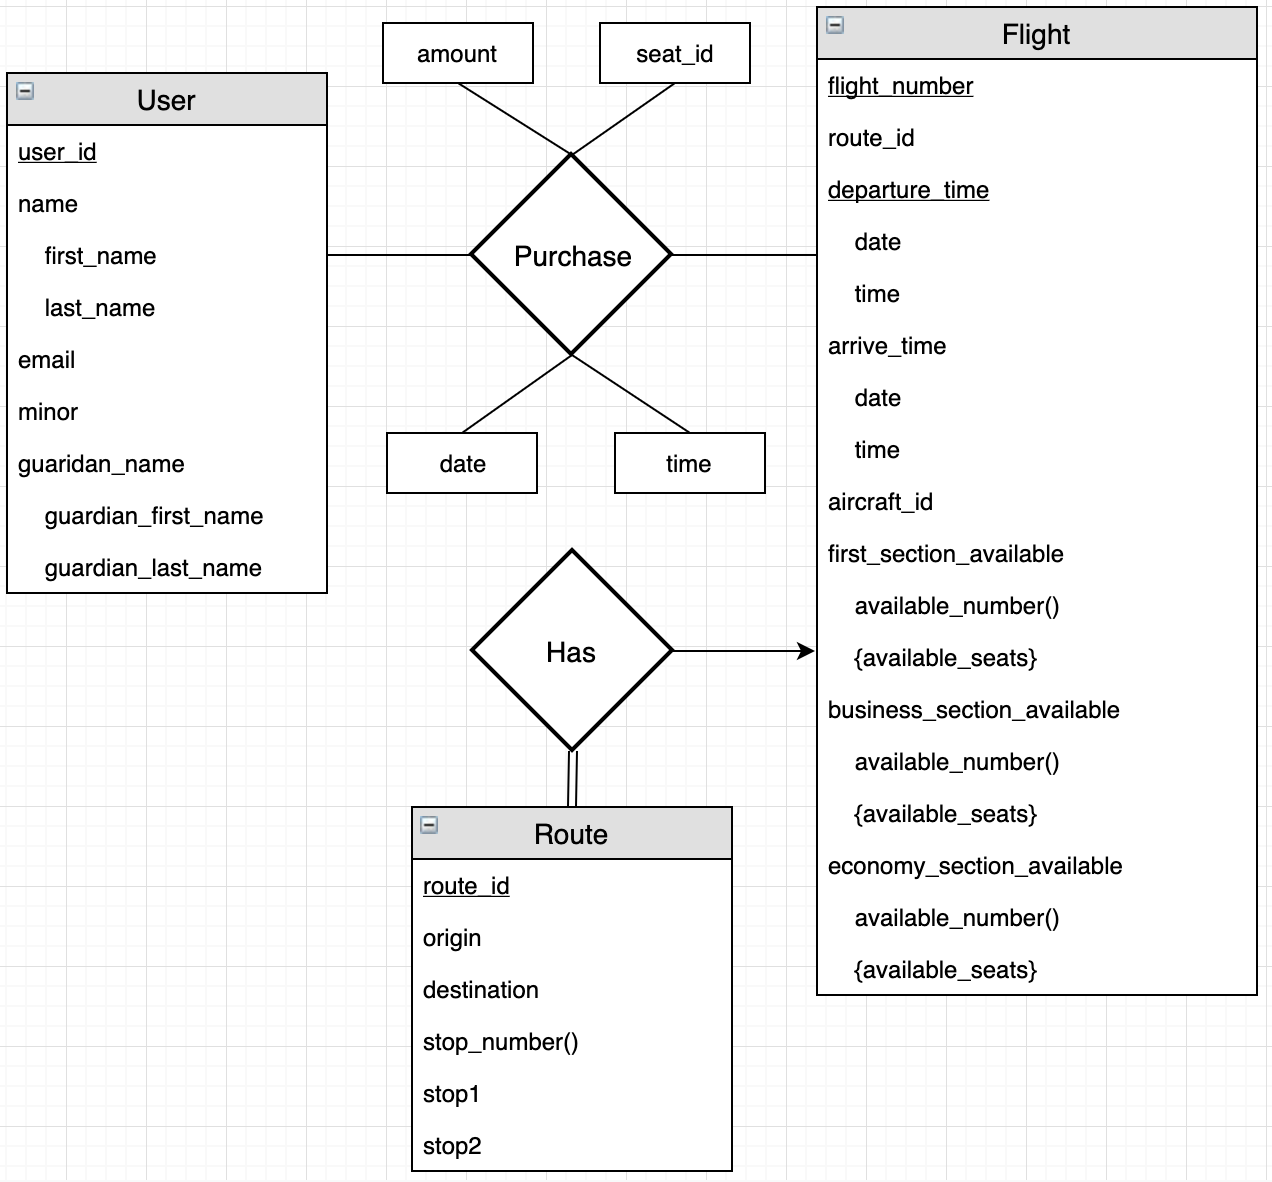 User
user_id
name
first_name
last_name
email
minor
guaridan_name
guardian_first_name
guardian_last_name
amount
seat_id
Purchase
date
time
Has
Route
route_id
origin
destination
stop_number()
stop1
stop2
Flight
flight_number
route_id
departure_time
date
time
arrive_time
date
time
aircraft_id
first_section_available
available_number()
{available_seats}
business_section_available
available_number()
{available_seats}
economy_section_available
available_number()
{available_seats}